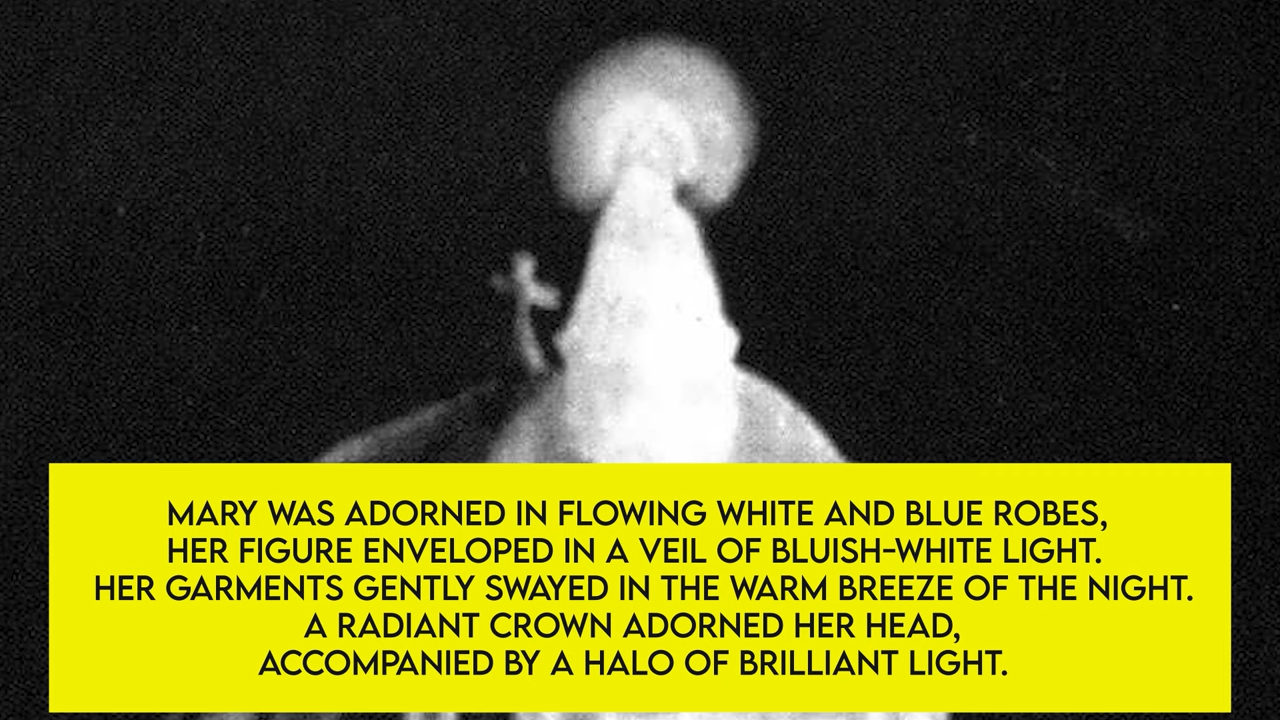 MARY WAS ADORNED IN FLOWING WHITE AND BLUE ROBES,
HER FIGURE ENVELOPED IN A VEIL OF BLUISH-WHITE LIGHT.
HER GARMENTS GENTLY SWAYED IN THE WARM BREEZE OF THE NIGHT.
A RADIANT CROWN ADORNED HER HEAD,
ACCOMPANIED BY A HALO OF BRILLIANT LIGHT.